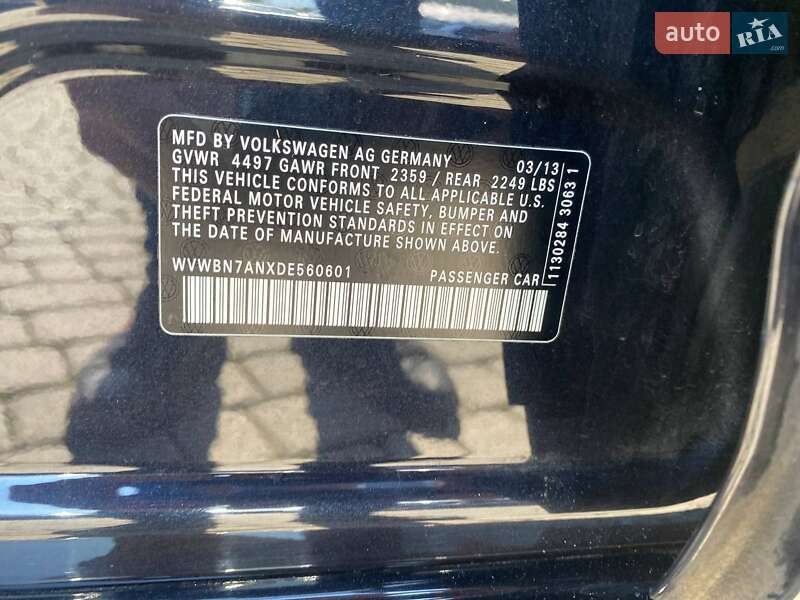 auto RIA .com
MFD BY VOLKSWAGEN AG GERMANY 03/13
GVWR 4497 GAWR FRONT 2359 / REAR 2249 LBS
THIS VEHICLE CONFORMS TO ALL APPLICABLE U.S.
FEDERAL MOTOR VEHICLE SAFETY, BUMPER AND
THEFT PREVENTION STANDARDS IN EFFECT ON
THE DATE OF MANUFACTURE SHOWN ABOVE.
WVWBN7ANXDE560601 PASSENGER CAR
1130284 3063 1